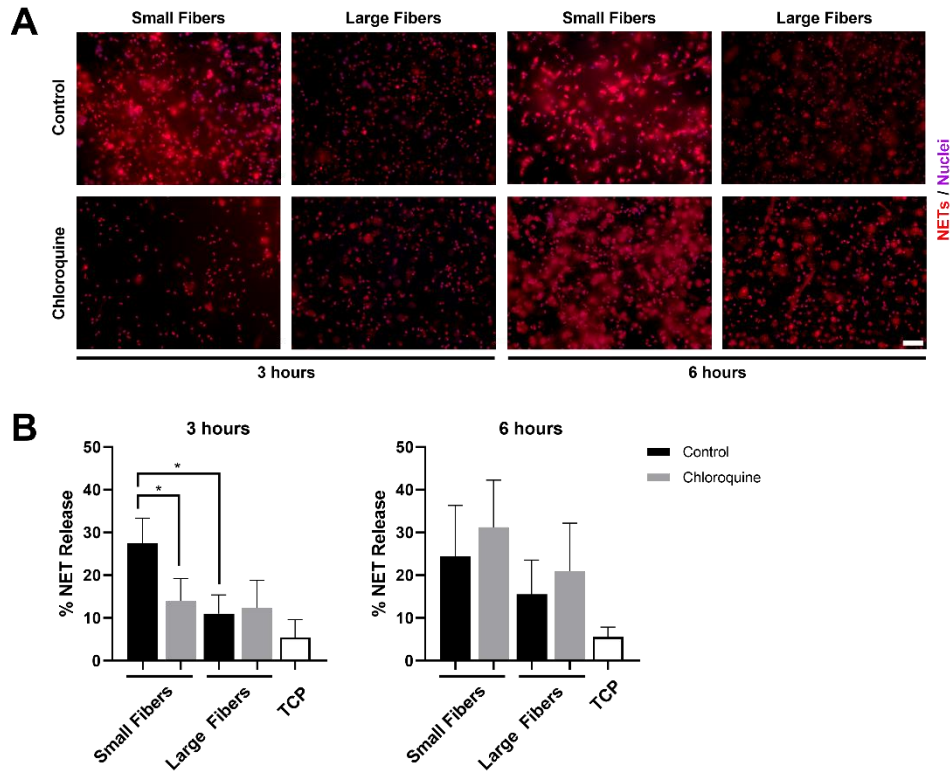 A
Small Fibers Large Fibers Small Fibers Large Fibers
Control
Chloroquine
NETs / Nuclei
3 hours 6 hours
B
3 hours
% NET Release
50
40
30
20
10
0
*
*
Small Fibers
Large Fibers
TCP
6 hours
% NET Release
50
40
30
20
10
0
Small Fibers
Large Fibers
TCP
Control
Chloroquine